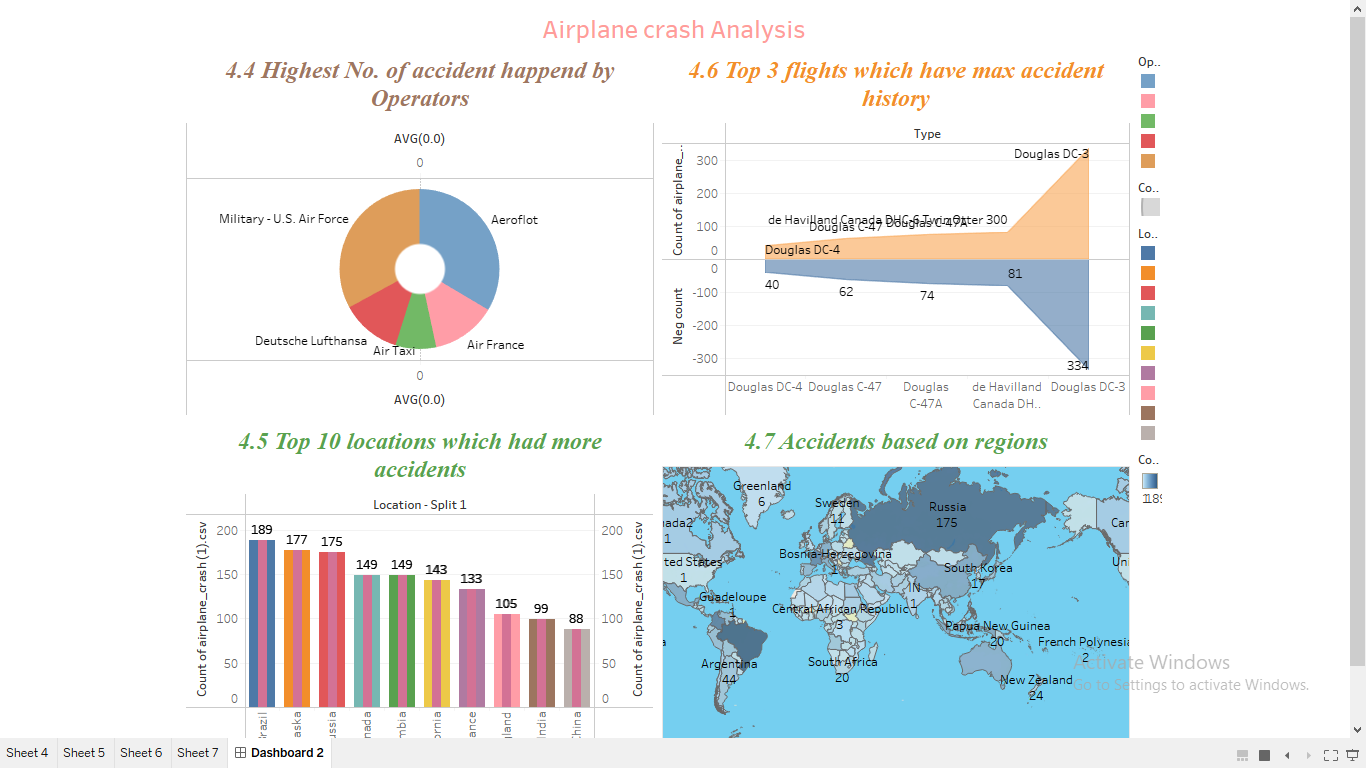 Airplane crash Analysis
4.4 Highest No. of accident happend by
Operators
AVG(0.0)
0
Military - U.S. Air Force
Aeroflot
Deutsche Lufthansa
Air Taxi
Air France
0
AVG(0.0)
4.6 Top 3 flights which have max accident
history
Type
Count of airplane_...
300
200
100
0
Douglas DC-3
de Havilland Canada DHC-6 Twin Otter 300
Douglas C-47
Douglas C-47A
Douglas DC-4
Neg count
0
-100
-200
-300
40
62
74
81
334
Douglas DC-4
Douglas C-47
Douglas
C-47A
de Havilland
Canada DH..
Douglas DC-3
Op..
Co..
Lo..
Co..
4.5 Top 10 locations which had more
accidents
Location - Split 1
Count of airplane_crash (1).csv
200
150
100
50
0
189
177
175
149
149
143
133
105
99
88
200
150
100
50
0
Count of airplane_crash (1).csv
razil
aska
ussia
nada
mbia
ornia
ance
gland
India
hina
4.7 Accidents based on regions
Greenland
6
Sweden
11
Russia
175
nada2
1
Car
Bosnia-Herzegovina
1
ted States
1
South Korea
17
Uni
IN
1
Guadeloupe
1
Central African Republic
3
Papua New Guinea
20
French Polynesia
2
Argentina
44
South Africa
20
New Zealand
24
Activate Windows
Go to Settings to activate Windows.
Sheet 4
Sheet 5
Sheet 6
Sheet 7
Dashboard 2